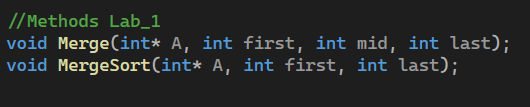 //Methods Lab_1
void Merge(int* A, int first, int mid, int last);
void MergeSort(int* A, int first, int last);